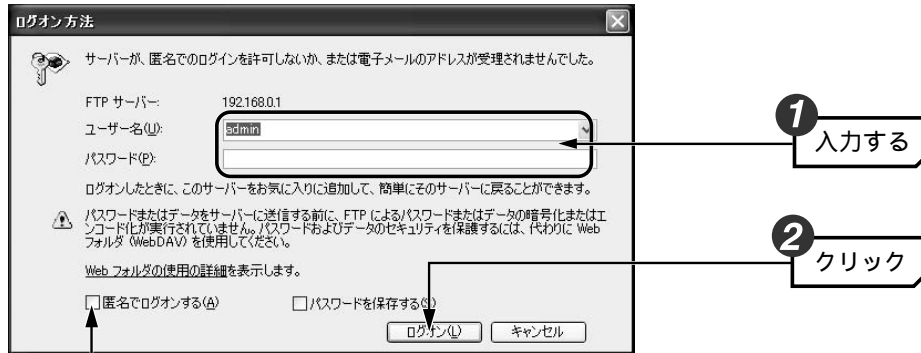 ログオン方法
サーバーが、匿名でのログインを許可しないか、または電子メールのアドレスが受理されませんでした。
FTP サーバー: 192.168.0.1
ユーザー名(U): admin
パスワード(P):
ログオンしたときに、このサーバーをお気に入りに追加して、簡単にそのサーバーに戻ることができます。
パスワードまたはデータをサーバーに送信する前に、FTP によるパスワードまたはデータの暗号化またはエ
ンコード化が実行されていません。パスワードおよびデータのセキュリティを保護するには、代わりに Web
フォルダ (WebDAV) を使用してください。
Web フォルダの使用の詳細を表示します。
匿名でログオンする(A) パスワードを保存する(S)
ログオン(L) キャンセル
1
入力する
2
クリック